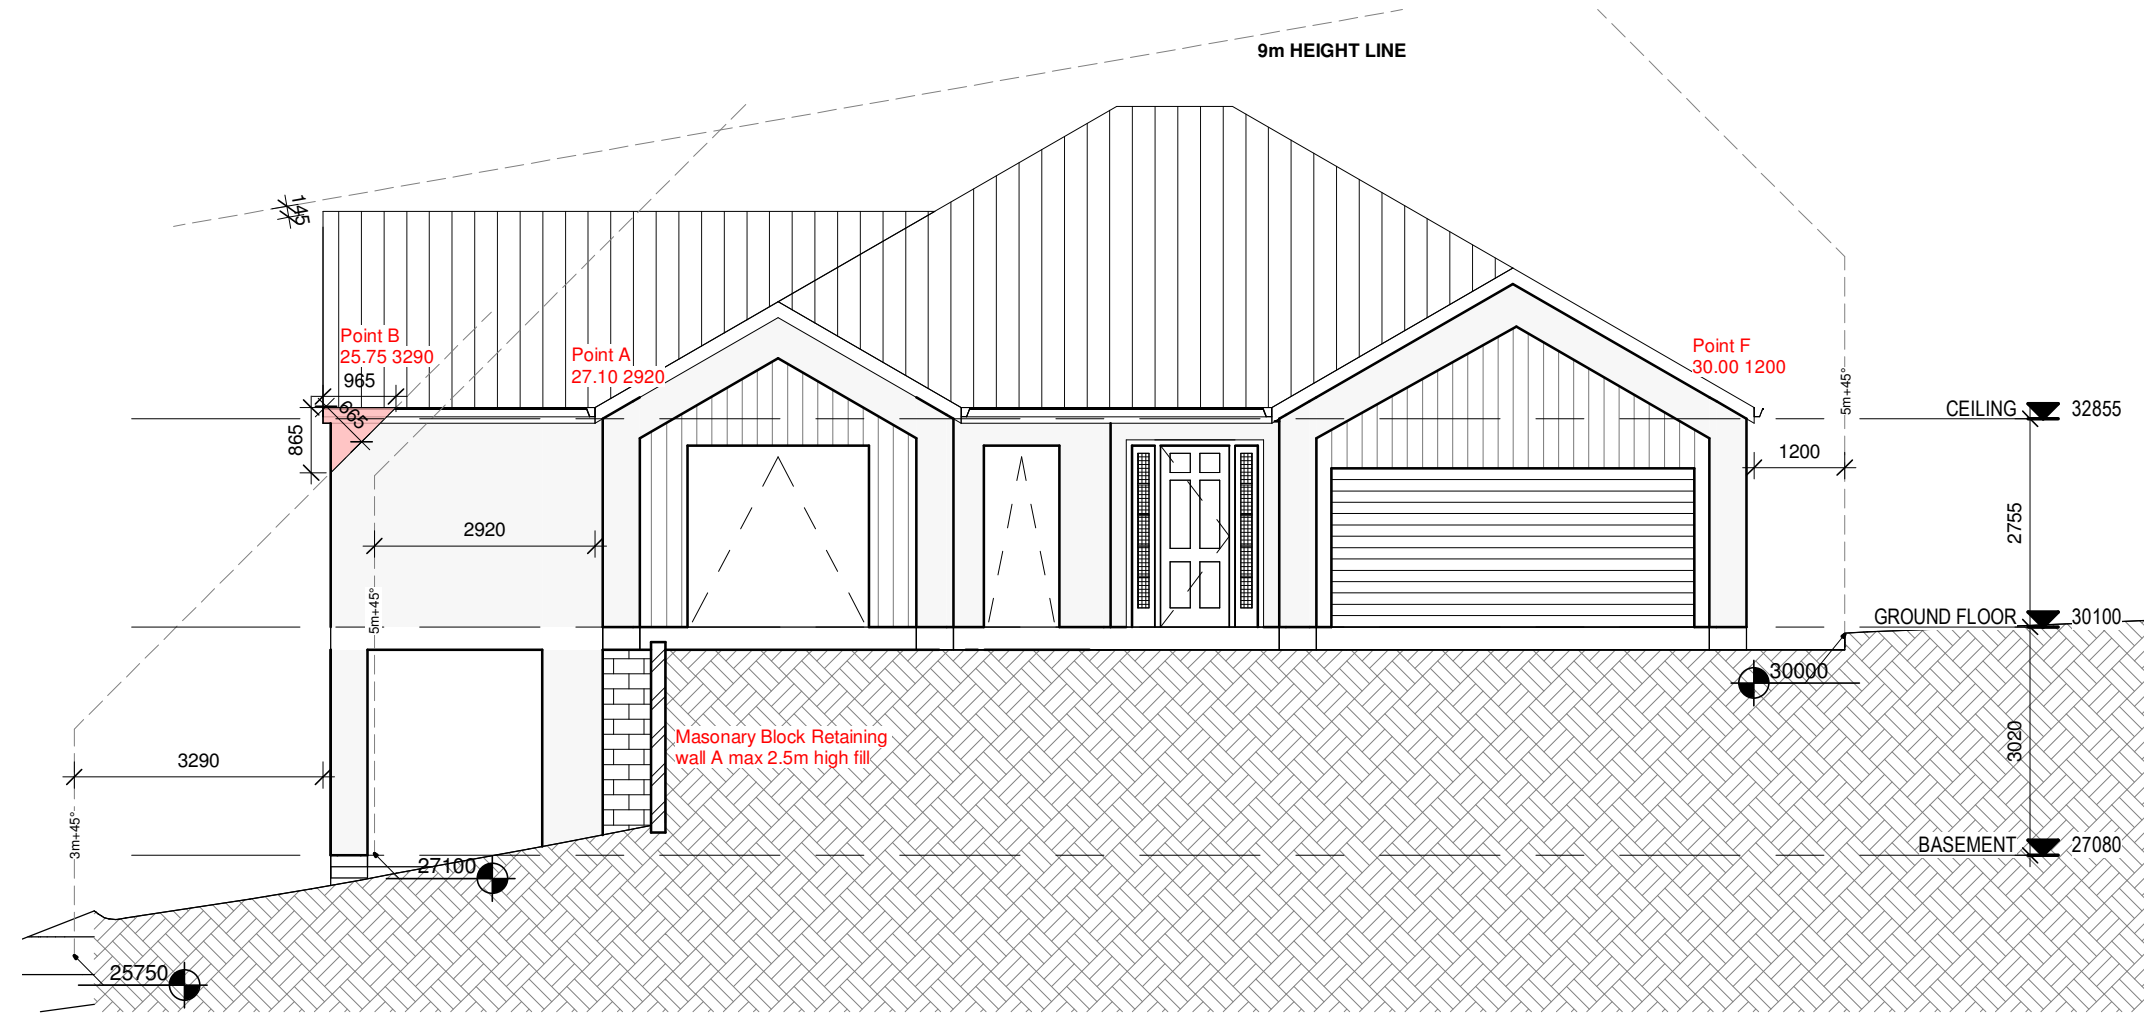 9m HEIGHT LINE
145
Point B
25.75 3290
965
665
865
Point A
27.10 2920
Point F
30.00 1200
5m+45°
CEILING 32855
1200
2920
2755
5m+45°
GROUND FLOOR 30100
30000
Masonary Block Retaining
wall A max 2.5m high fill
3020
3290
3m+45°
27100
BASEMENT 27080
25750